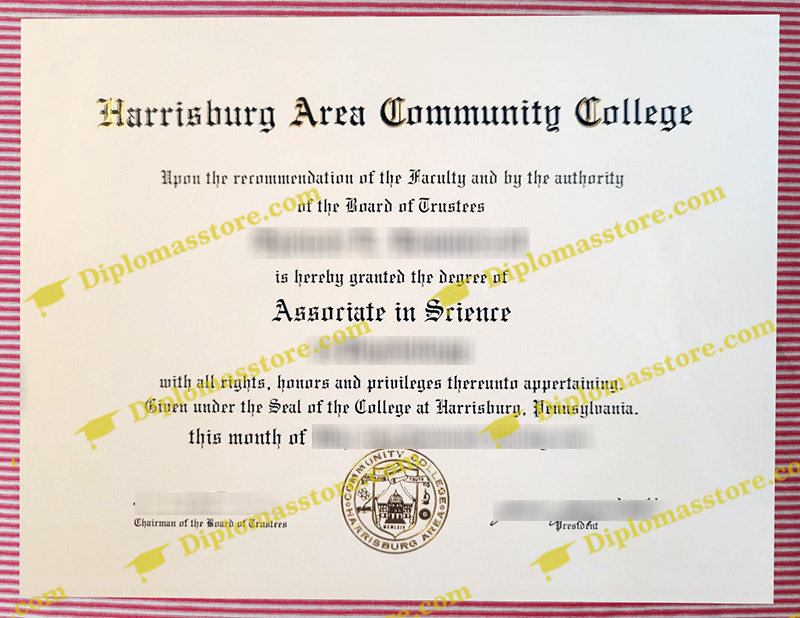 Harrisburg Area Community College
Upon the recommendation of the Faculty and by the authority
of the Board of Trustees
is hereby granted the degree of
Associate in Science
with all rights, honors and privileges thereunto appertaining.
Given under the Seal of the College at Harrisburg, Pennsylvania.
this month of
COMMUNITY COLLEGE
HARRISBURG AREA
TRUTH
MCMLXIV
Chairman of the Board of Trustees
President
Diplomasstore.com
Diplomasstore.com
Diplomasstore.com
Diplomasstore.com
Diplomasstore.com
Diplomasstore.com
.com